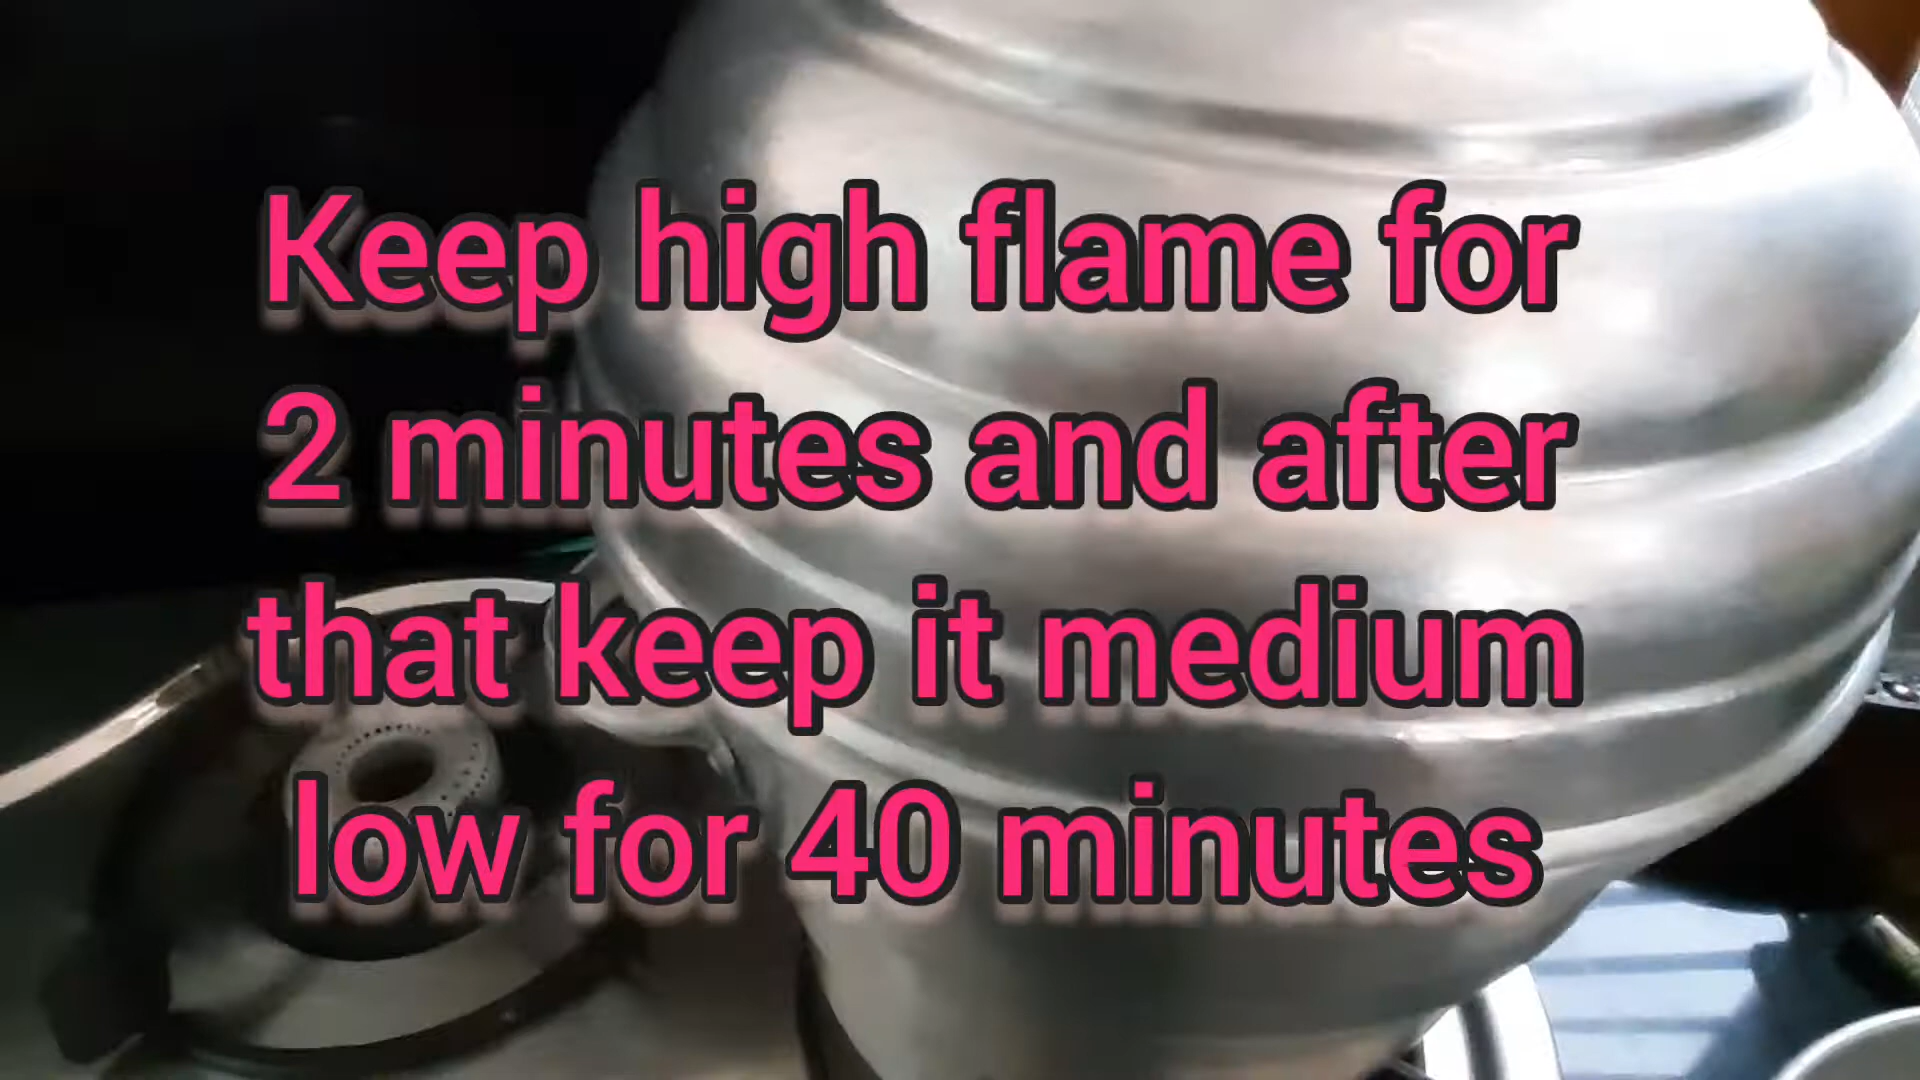 Keep high flame for
2 minutes and after
that keep it medium
low for 40 minutes